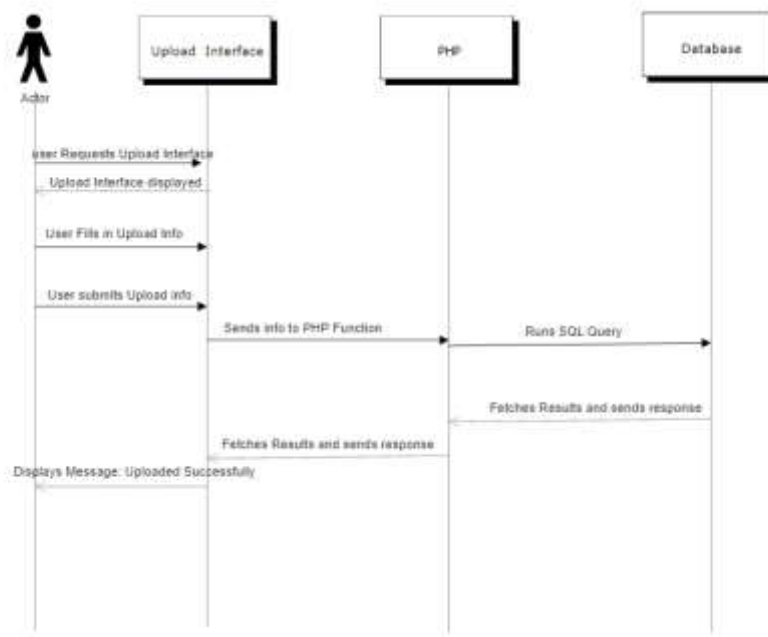 Upload Interface
PHP
Database
Actor
user Requests Upload Interface
Upload Interface displayed
User Fills in Upload Info
User submits Upload info
Sends info to PHP Function
Runs SQL Query
Fetches Results and sends response
Fetches Results and sends response
Displays Message: Uploaded Successfully